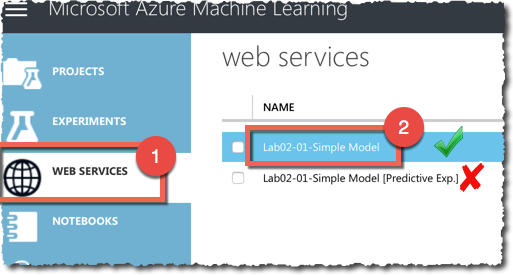 Microsoft Azure Machine Learning
PROJECTS
EXPERIMENTS
1
WEB SERVICES
NOTEBOOKS
web services
NAME
2
Lab02-01-Simple Model
Lab02-01-Simple Model [Predictive Exp.]